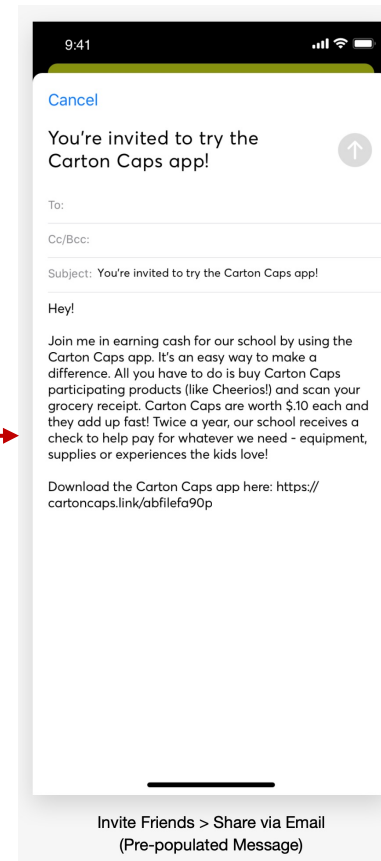 9:41
Cancel
You're invited to try the
Carton Caps app!
To:
Cc/Bcc:
Subject: You're invited to try the Carton Caps app!
Hey!
Join me in earning cash for our school by using the
Carton Caps app. It's an easy way to make a
difference. All you have to do is buy Carton Caps
participating products (like Cheerios!) and scan your
grocery receipt. Carton Caps are worth $.10 each and
they add up fast! Twice a year, our school receives a
check to help pay for whatever we need - equipment,
supplies or experiences the kids love!
Download the Carton Caps app here: https://
cartoncaps.link/abfilefa90p
Invite Friends > Share via Email
(Pre-populated Message)